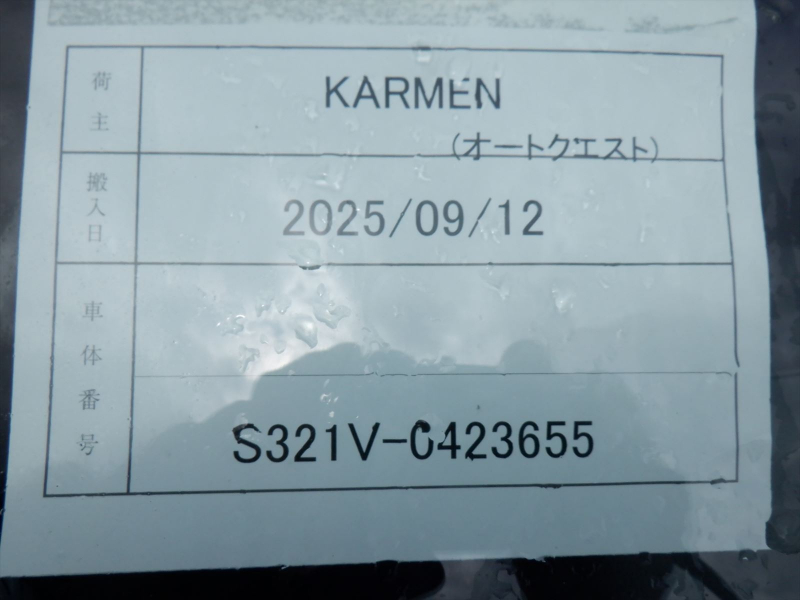 荷主
KARMEN
(オートクエスト)
搬入日
2025/09/12
車体番号
S321V-0423655